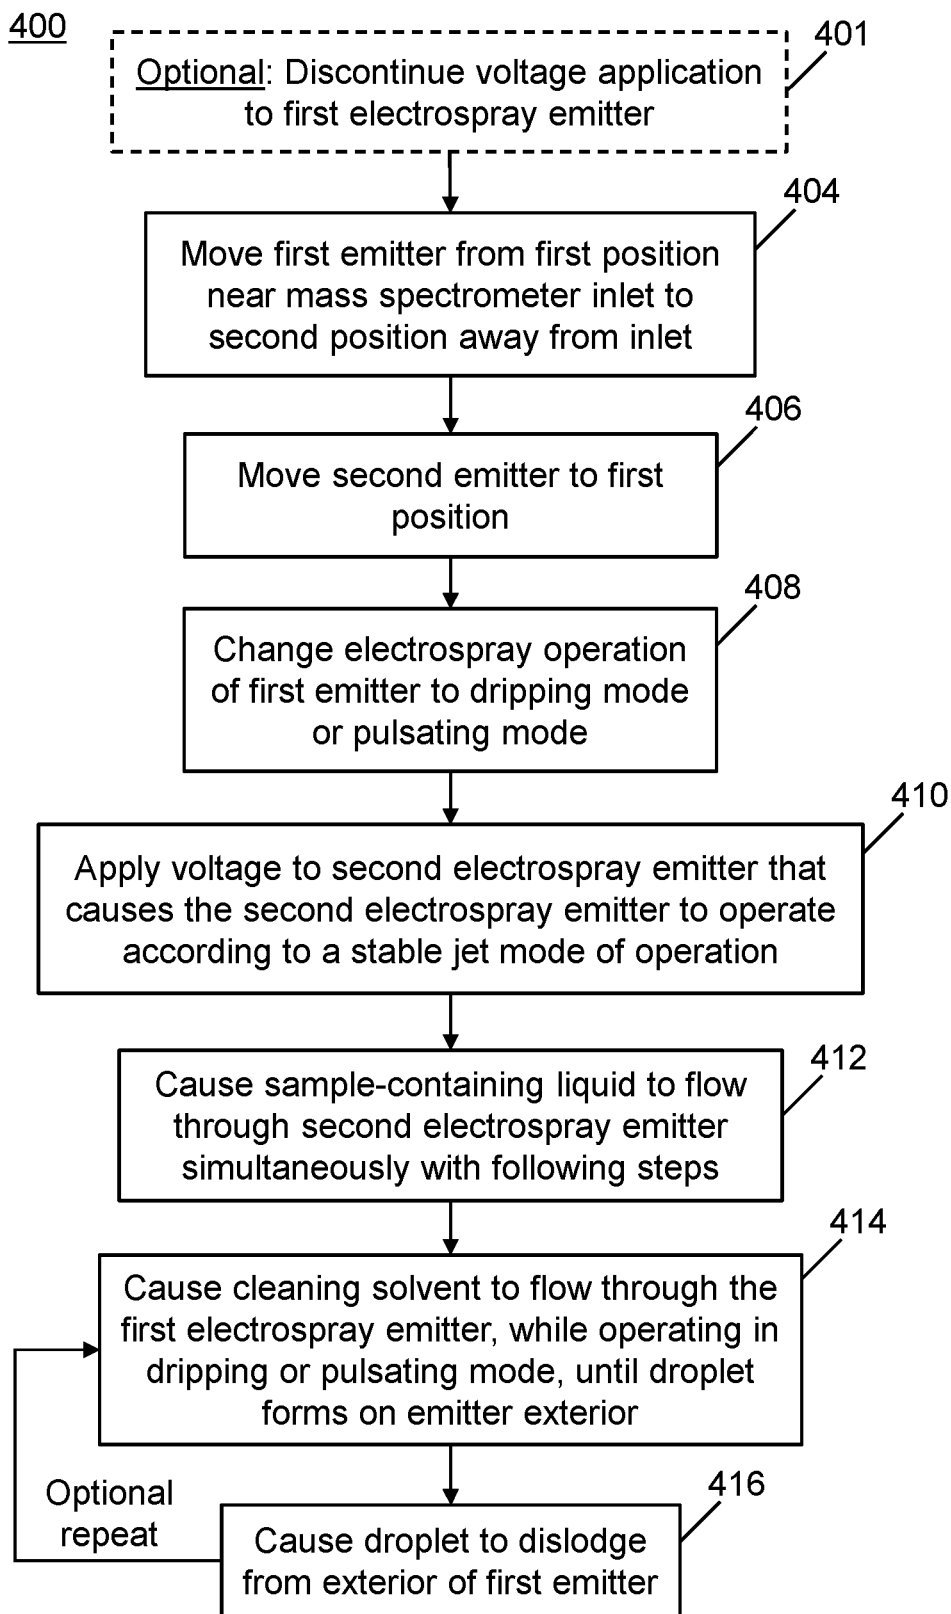 400
401
Optional: Discontinue voltage application
to first electrospray emitter
404
Move first emitter from first position
near mass spectrometer inlet to
second position away from inlet
406
Move second emitter to first
position
408
Change electrospray operation
of first emitter to dripping mode
or pulsating mode
410
Apply voltage to second electrospray emitter that
causes the second electrospray emitter to operate
according to a stable jet mode of operation
412
Cause sample-containing liquid to flow
through second electrospray emitter
simultaneously with following steps
414
Cause cleaning solvent to flow through the
first electrospray emitter, while operating in
dripping or pulsating mode, until droplet
forms on emitter exterior
Optional
repeat
416
Cause droplet to dislodge
from exterior of first emitter